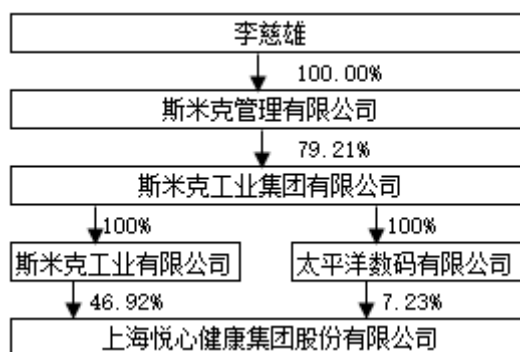 李慈雄
100.00%
斯米克管理有限公司
79.21%
斯米克工业集团有限公司
100% 100%
斯米克工业有限公司 太平洋数码有限公司
46.92% 7.23%
上海悦心健康集团股份有限公司